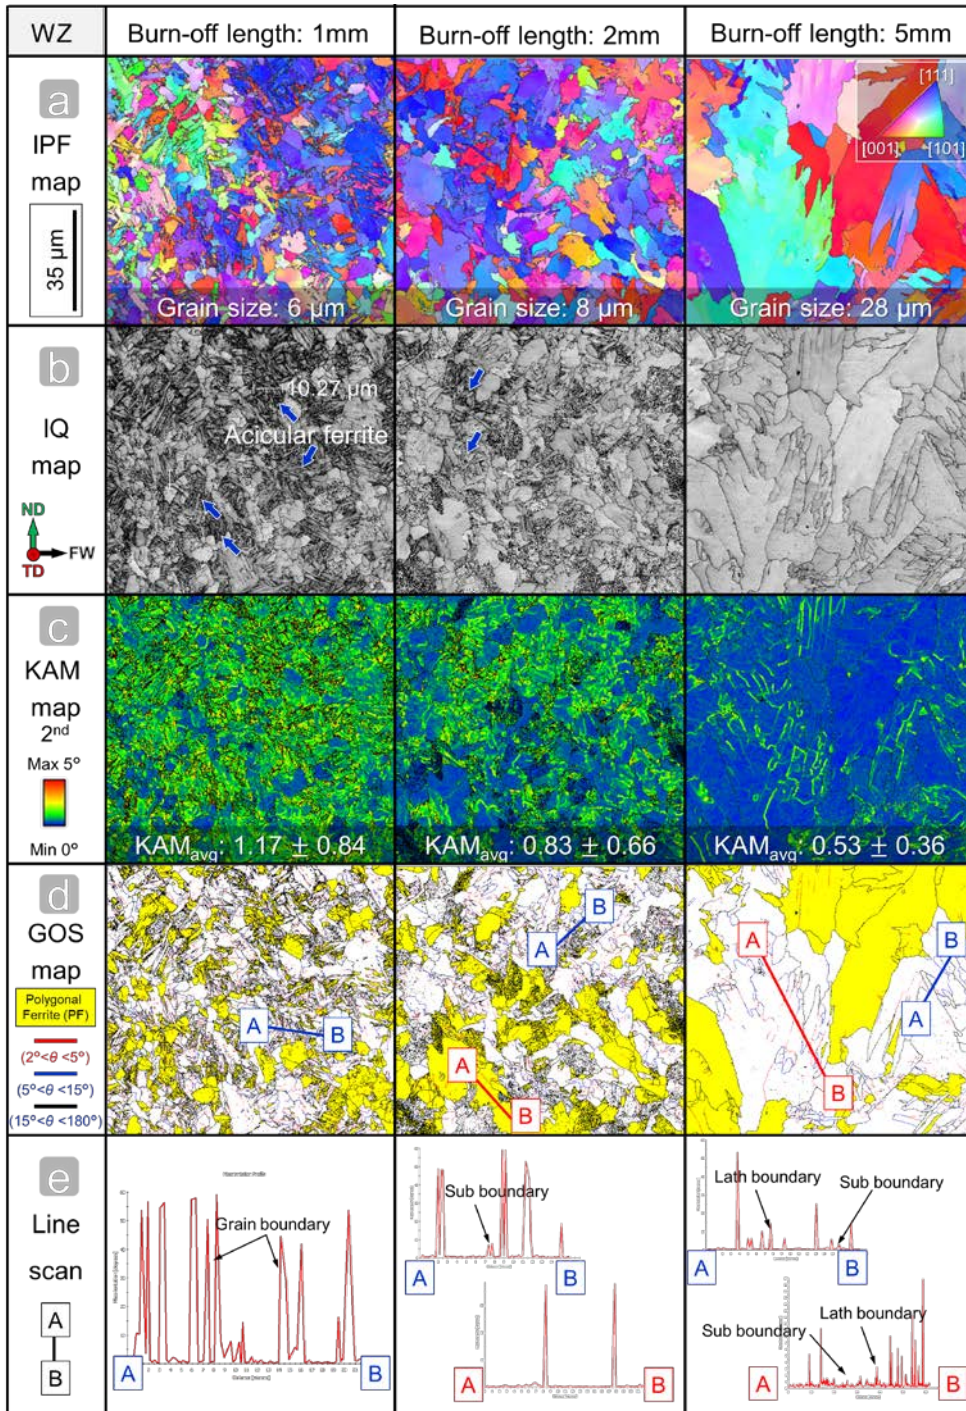 WZ
Burn-off length: 1mm
Burn-off length: 2mm
Burn-off length: 5mm
a
IPF
map
35 µm
Grain size: 6 µm
Grain size: 8 µm
[111]
[001]
[101]
Grain size: 28 µm
b
IQ
map
ND
FW
TD
10.27 µm
Acicular ferrite
c
KAM
map
2nd
Max 5°
Min 0°
KAMavg: 1.17 ± 0.84
KAMavg: 0.83 ± 0.66
KAMavg: 0.53 ± 0.36
d
GOS
map
Polygonal
Ferrite (PF)
(2°<θ <5°)
(5°<θ <15°)
(15°<θ <180°)
A
B
A
B
A
B
A
B
A
B
e
Line
scan
A
B
Misorientation Profile
Grain boundary
A
B
Sub boundary
A
B
A
B
Lath boundary
Sub boundary
A
B
Lath boundary
Sub boundary
A
B